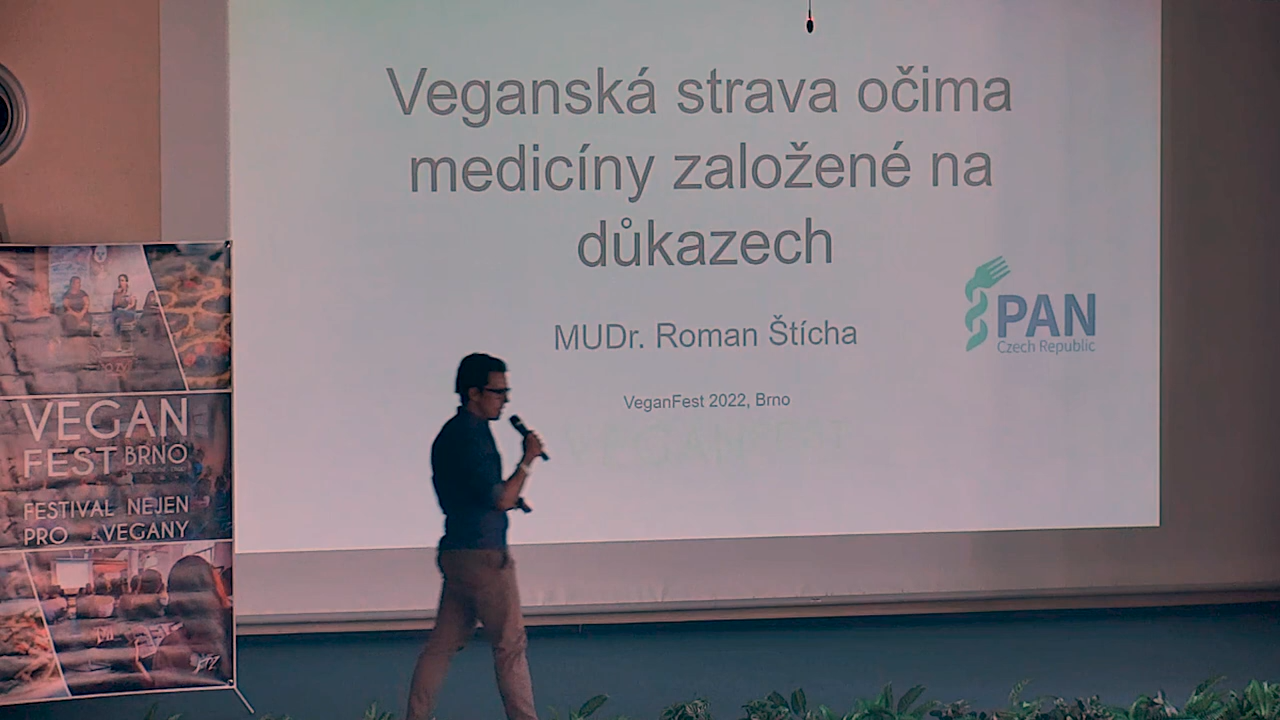 Veganská strava očima
medicíny založené na
důkazech
MUDr. Roman Štícha
VeganFest 2022, Brno
PAN
Czech Republic
VEGAN
FEST BRNO
FESTIVAL NEJEN
PRO VEGANY